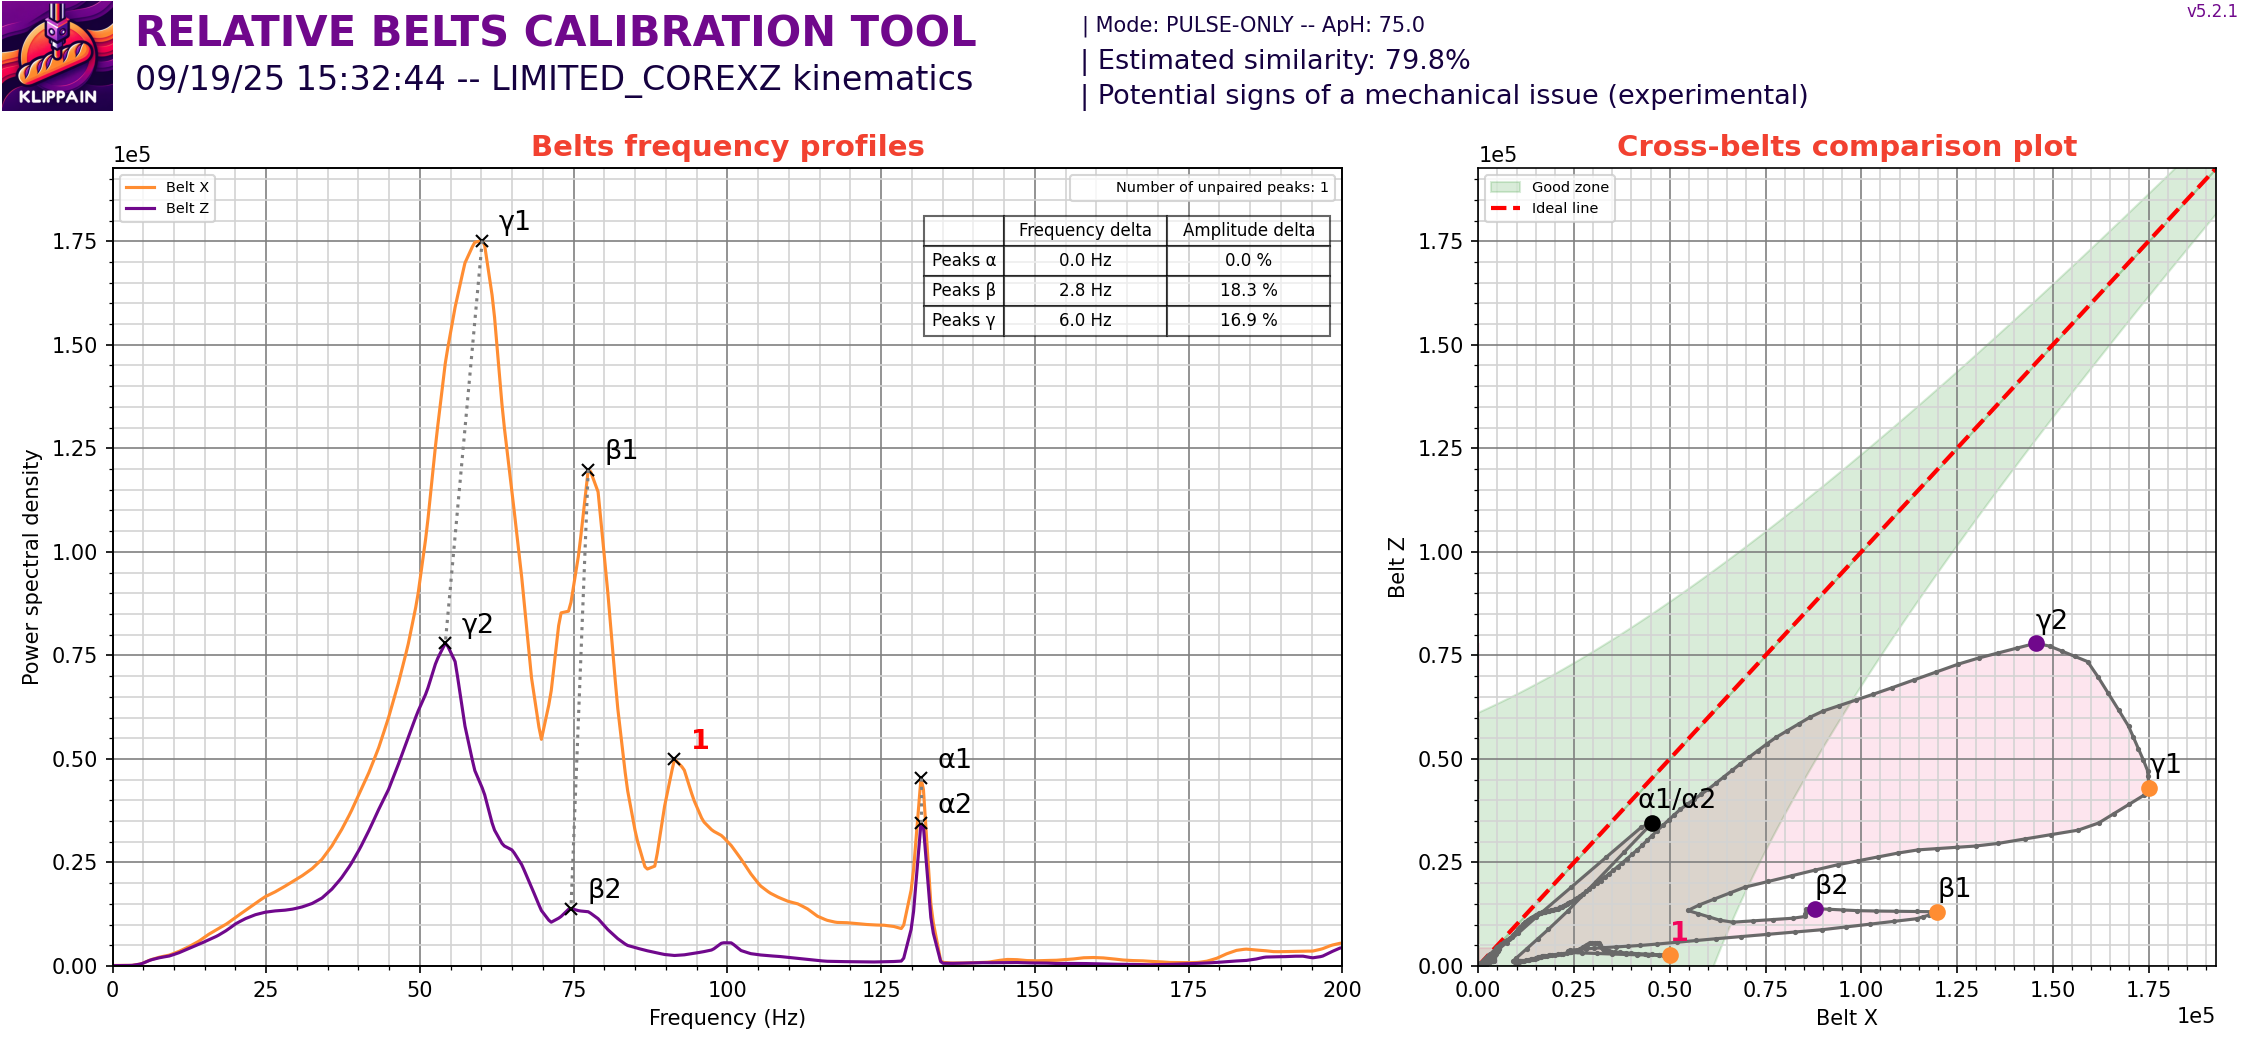 KLIPPAIN
RELATIVE BELTS CALIBRATION TOOL
09/19/25 15:32:44 -- LIMITED_COREXZ kinematics
| Mode: PULSE-ONLY -- ApH: 75.0
| Estimated similarity: 79.8%
| Potential signs of a mechanical issue (experimental)
v5.2.1
Belts frequency profiles
1e5
Belt X
Belt Z
Number of unpaired peaks: 1
Frequency delta Amplitude delta
Peaks α 0.0 Hz 0.0 %
Peaks β 2.8 Hz 18.3 %
Peaks γ 6.0 Hz 16.9 %
γ1
β1
γ2
1
α1
α2
β2
1.75
1.50
1.25
1.00
0.75
0.50
0.25
0.00
Power spectral density
0 25 50 75 100 125 150 175 200
Frequency (Hz)
Cross-belts comparison plot
1e5
Good zone
Ideal line
γ2
γ1
α1/α2
β2
β1
1
1.75
1.50
1.25
1.00
0.75
0.50
0.25
0.00
Belt Z
0.00 0.25 0.50 0.75 1.00 1.25 1.50 1.75
Belt X
1e5